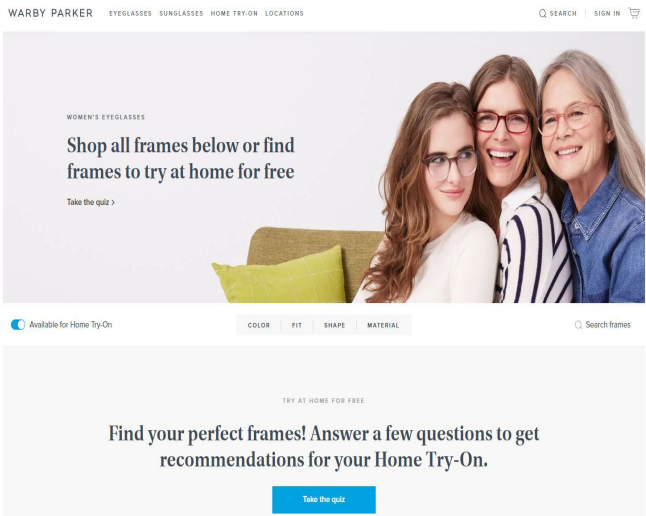 WARBY PARKER EYEGLASSES SUNGLASSES HOME TRY-ON LOCATIONS SEARCH SIGN IN
WOMEN'S EYEGLASSES
Shop all frames below or find
frames to try at home for free
Take the quiz >
Available for Home Try-On COLOR FIT SHAPE MATERIAL Search frames
TRY AT HOME FOR FREE
Find your perfect frames! Answer a few questions to get
recommendations for your Home Try-On.
Take the quiz